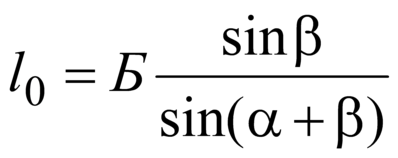 l₀ = Б sinβ / sin(α + β)